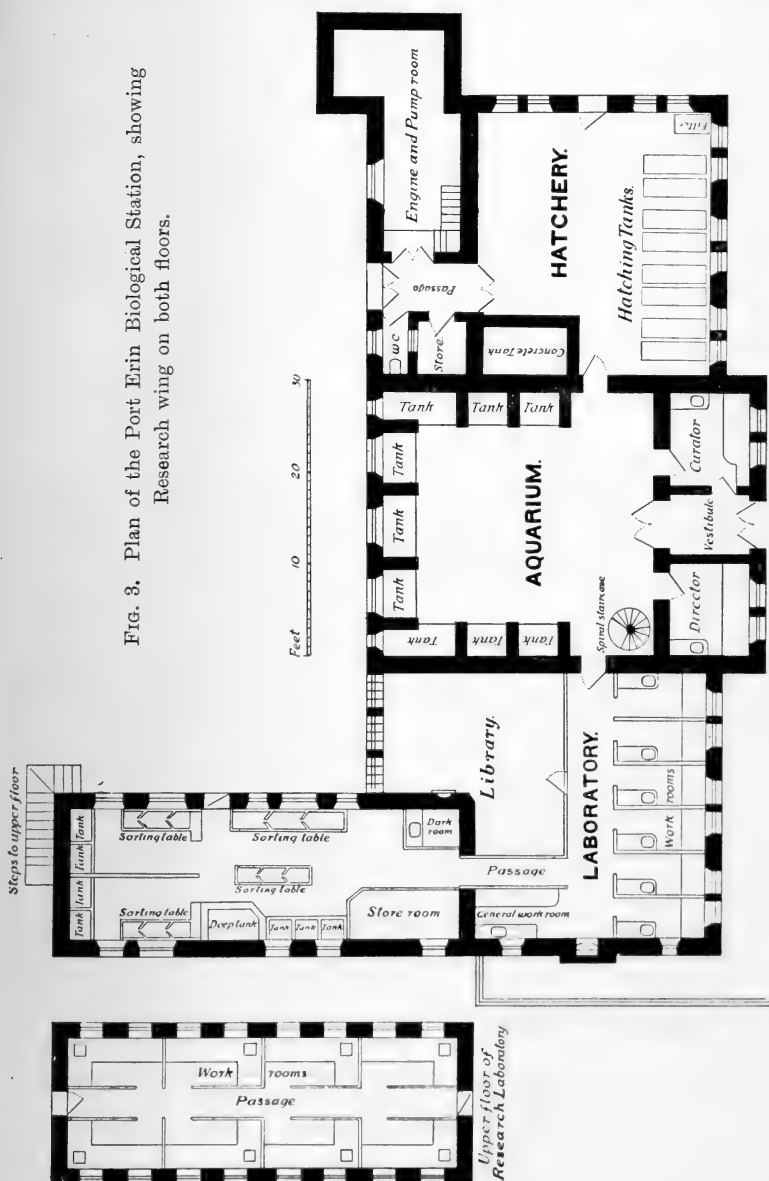 FIG. 3. Plan of the Port Erin Biological Station, showing
Research wing on both floors.
Feet
10
20
30
Steps to upper floor
Tank
Tank
Tank
Tank
Sorting table
Sorting table
Sorting table
Sorting table
Deep tank
Tank
Tank
Tank
Dark
room
Store room
Passage
General work room
Library.
LABORATORY.
Work rooms
Work rooms
Passage
Upper floor of
Research Laboratory
Tank
Tank
Tank
Tank
Tank
Tank
Tank
Tank
Tank
AQUARIUM.
Spiral staircase
Director
Vestibule
Curator
WC
Store.
Passage
Engine and Pump room
Concrete Tank
HATCHERY.
Hatching Tanks.
Filter